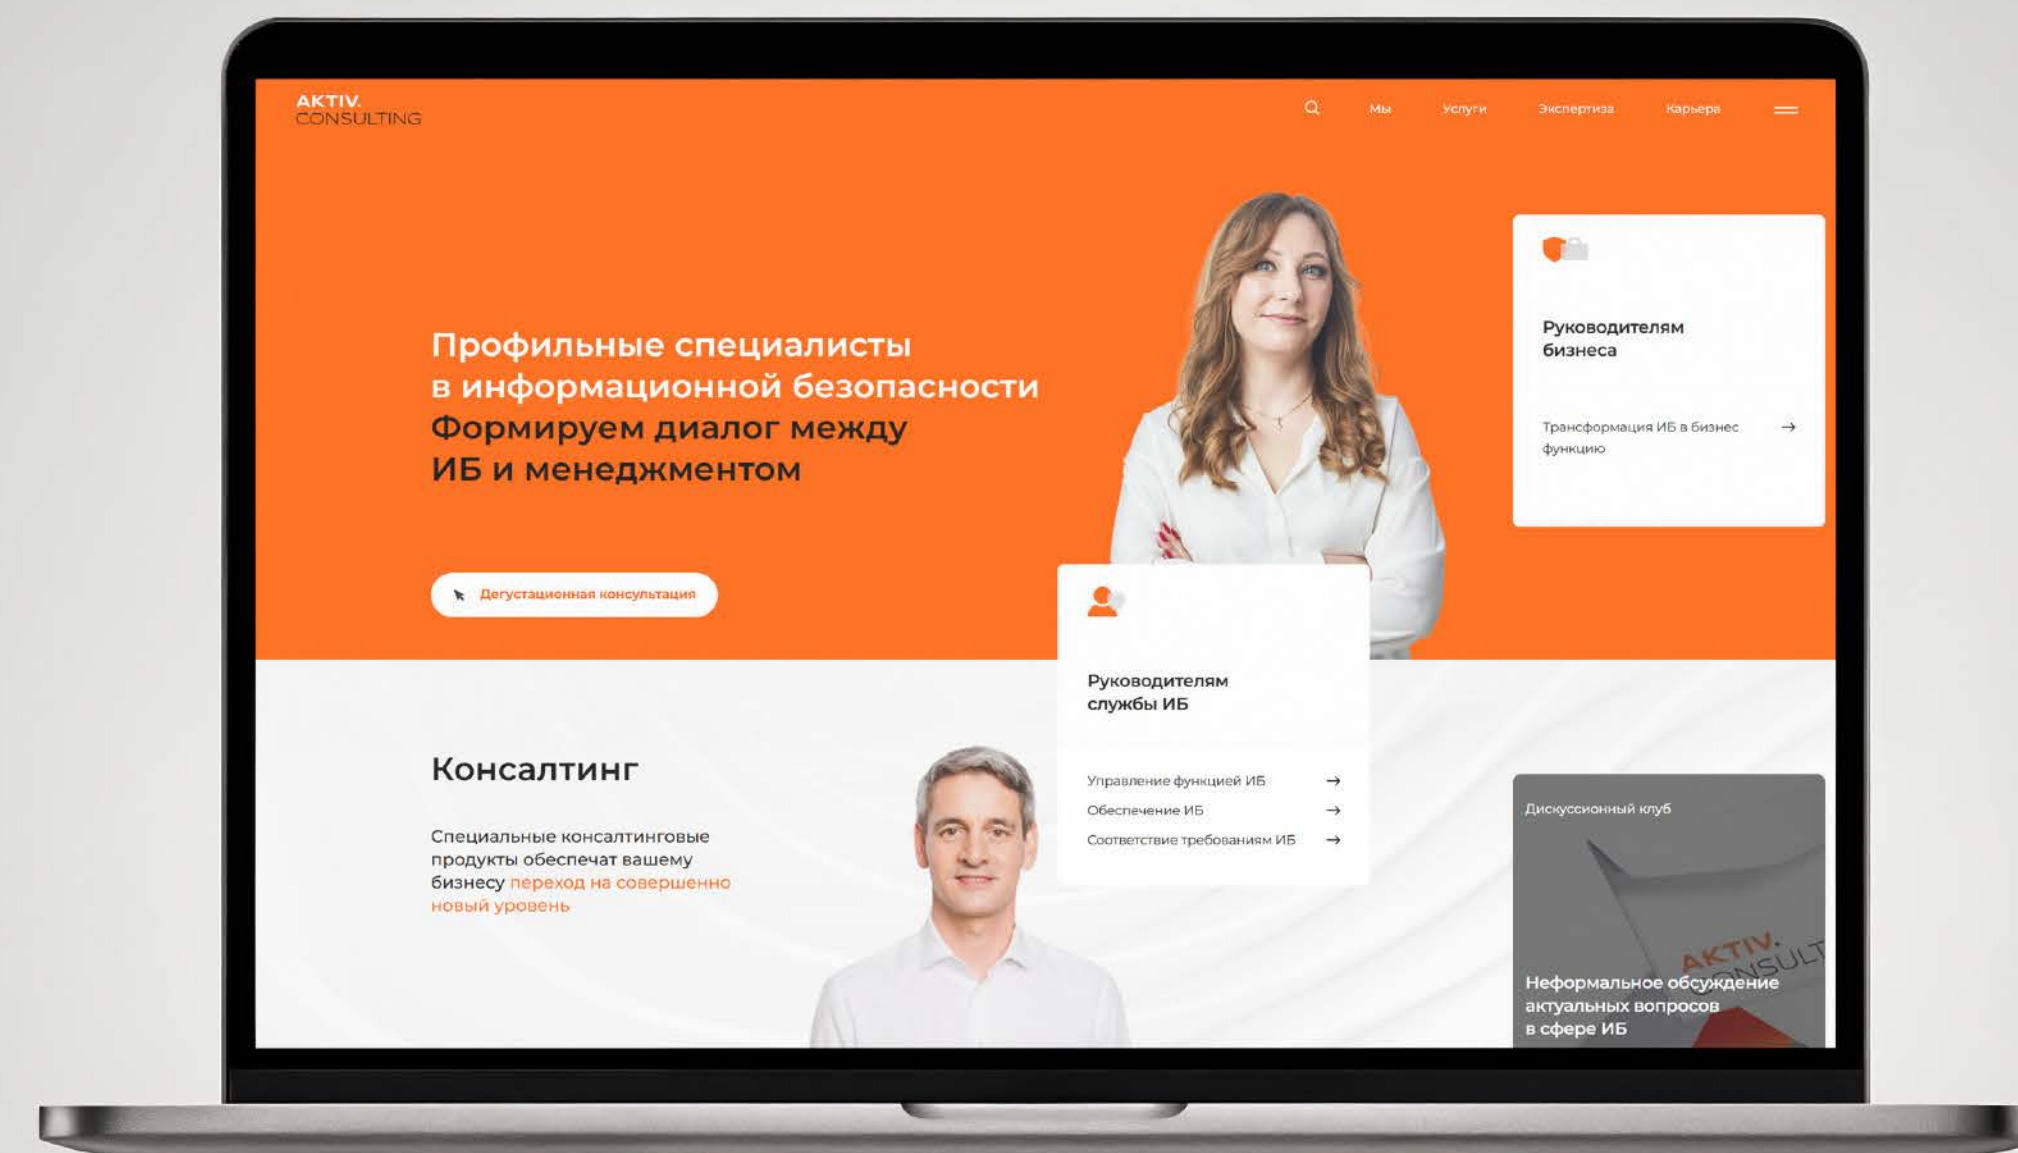 AKTIV.
CONSULTING
Мы
Услуги
Экспертиза
Карьера
Профильные специалисты
в информационной безопасности
Формируем диалог между
ИБ и менеджментом
Дегустационная консультация
Руководителям
бизнеса
Трансформация ИБ в бизнес
функцию
Руководителям
службы ИБ
Управление функцией ИБ
Обеспечение ИБ
Соответствие требованиям ИБ
Консалтинг
Специальные консалтинговые
продукты обеспечат вашему
бизнесу переход на совершенно
новый уровень
Дискуссионный клуб
AKTIV.
CONSULT
Неформальное обсуждение
актуальных вопросов
в сфере ИБ